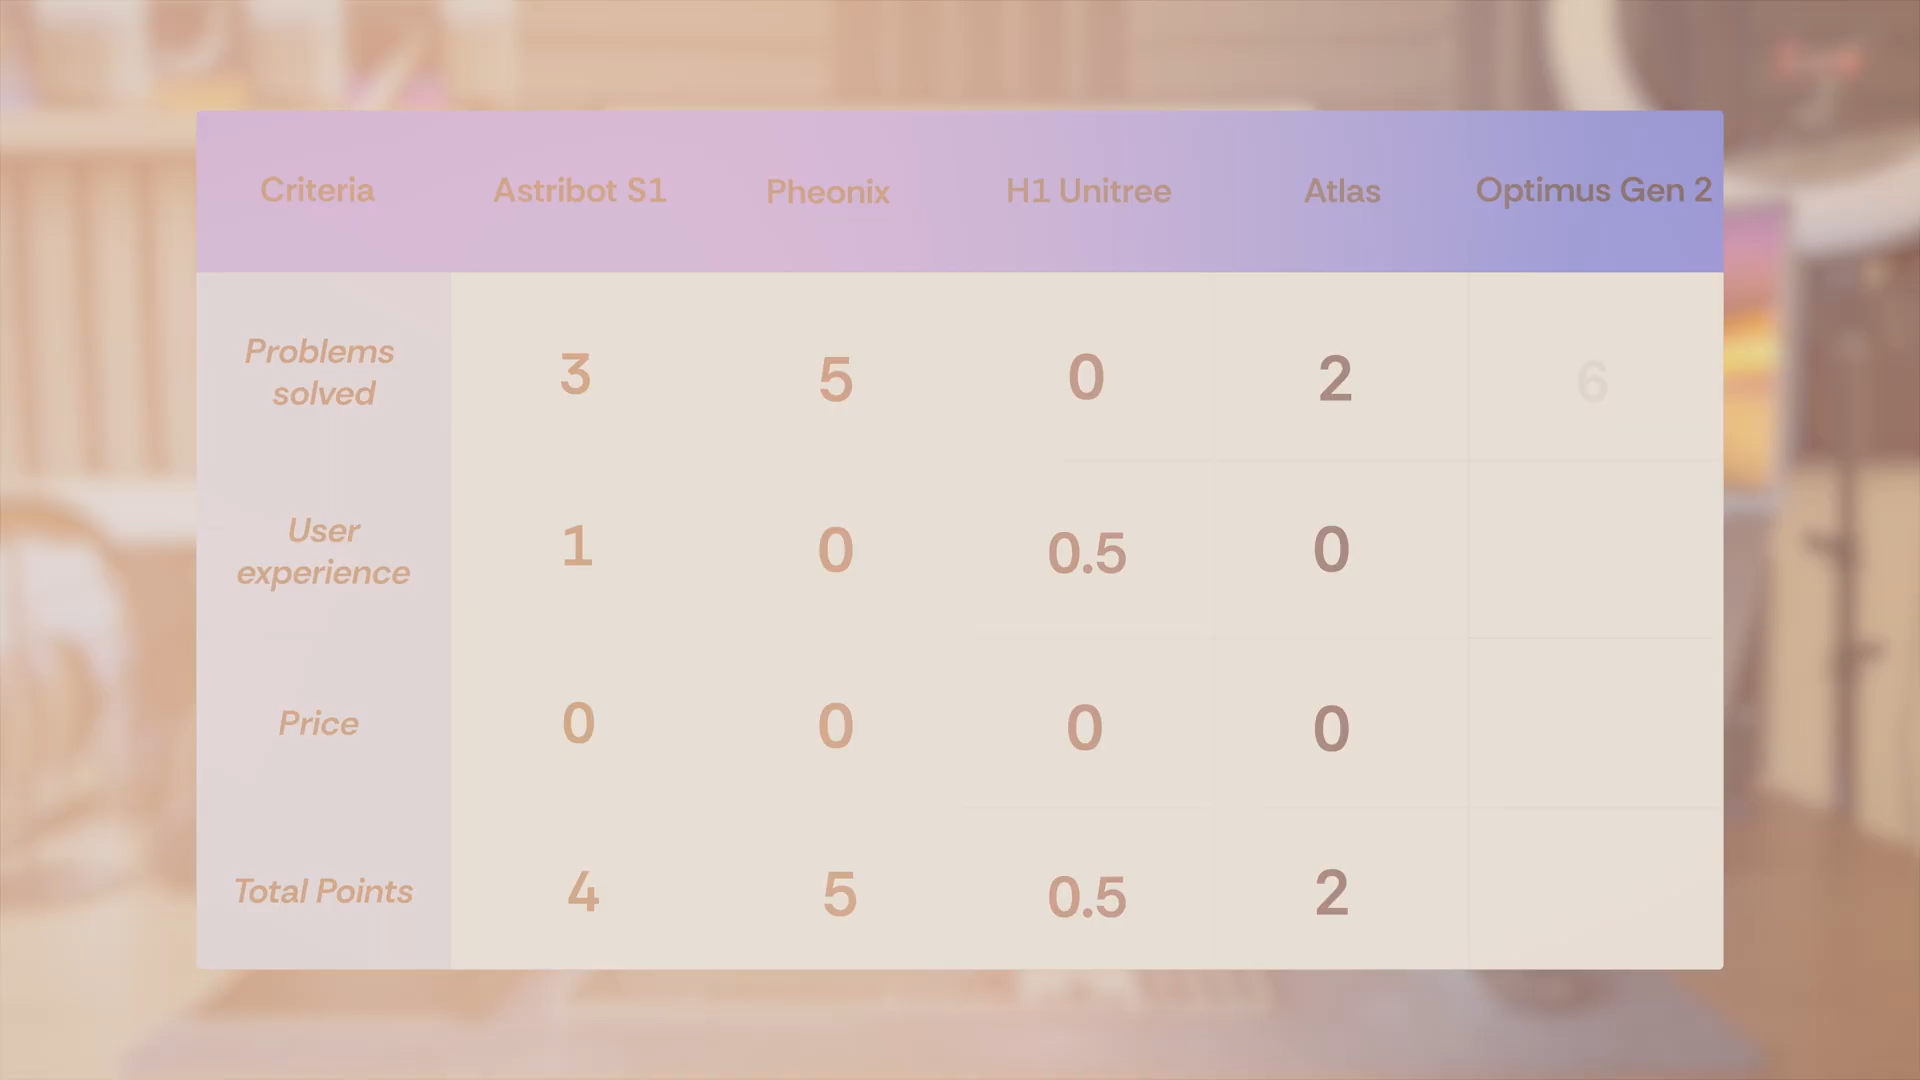 Criteria Astribot S1 Pheonix H1 Unitree Atlas Optimus Gen 2
Problems
solved
3 5 0 2 6
User
experience
1 0 0.5 0
Price
0 0 0 0
Total Points
4 5 0.5 2